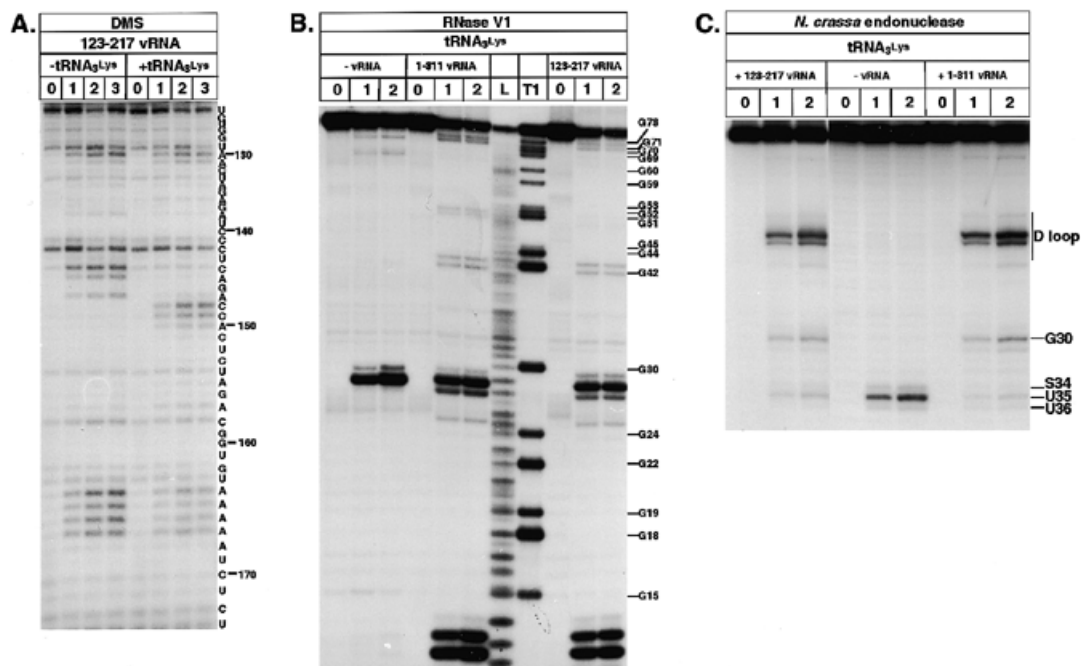 A.
DMS
123-217 vRNA
-tRNA3Lys +tRNA3Lys
0 1 2 3 0 1 2 3
U
G
G
U
A 130
A
C
U
A
G
A
G
A
U
C 140
C
C
U
C
A
G
A
C
C
A 150
C
U
C
U
A
G
A
C
G
G 160
U
G
U
A
A
A
A
A
U
C 170
U
C
U
B.
RNase V1
tRNA3Lys
- vRNA 1-311 vRNA L T1 123-217 vRNA
0 1 2 0 1 2 0 1 2
G78
G71
G70
G69
G60
G59
G53
G52
G51
G45
G44
G42
G30
G24
G22
G19
G18
G15
C.
N. crassa endonuclease
tRNA3Lys
+ 123-217 vRNA - vRNA + 1-311 vRNA
0 1 2 0 1 2 0 1 2
D loop
G30
S34
U35
U36